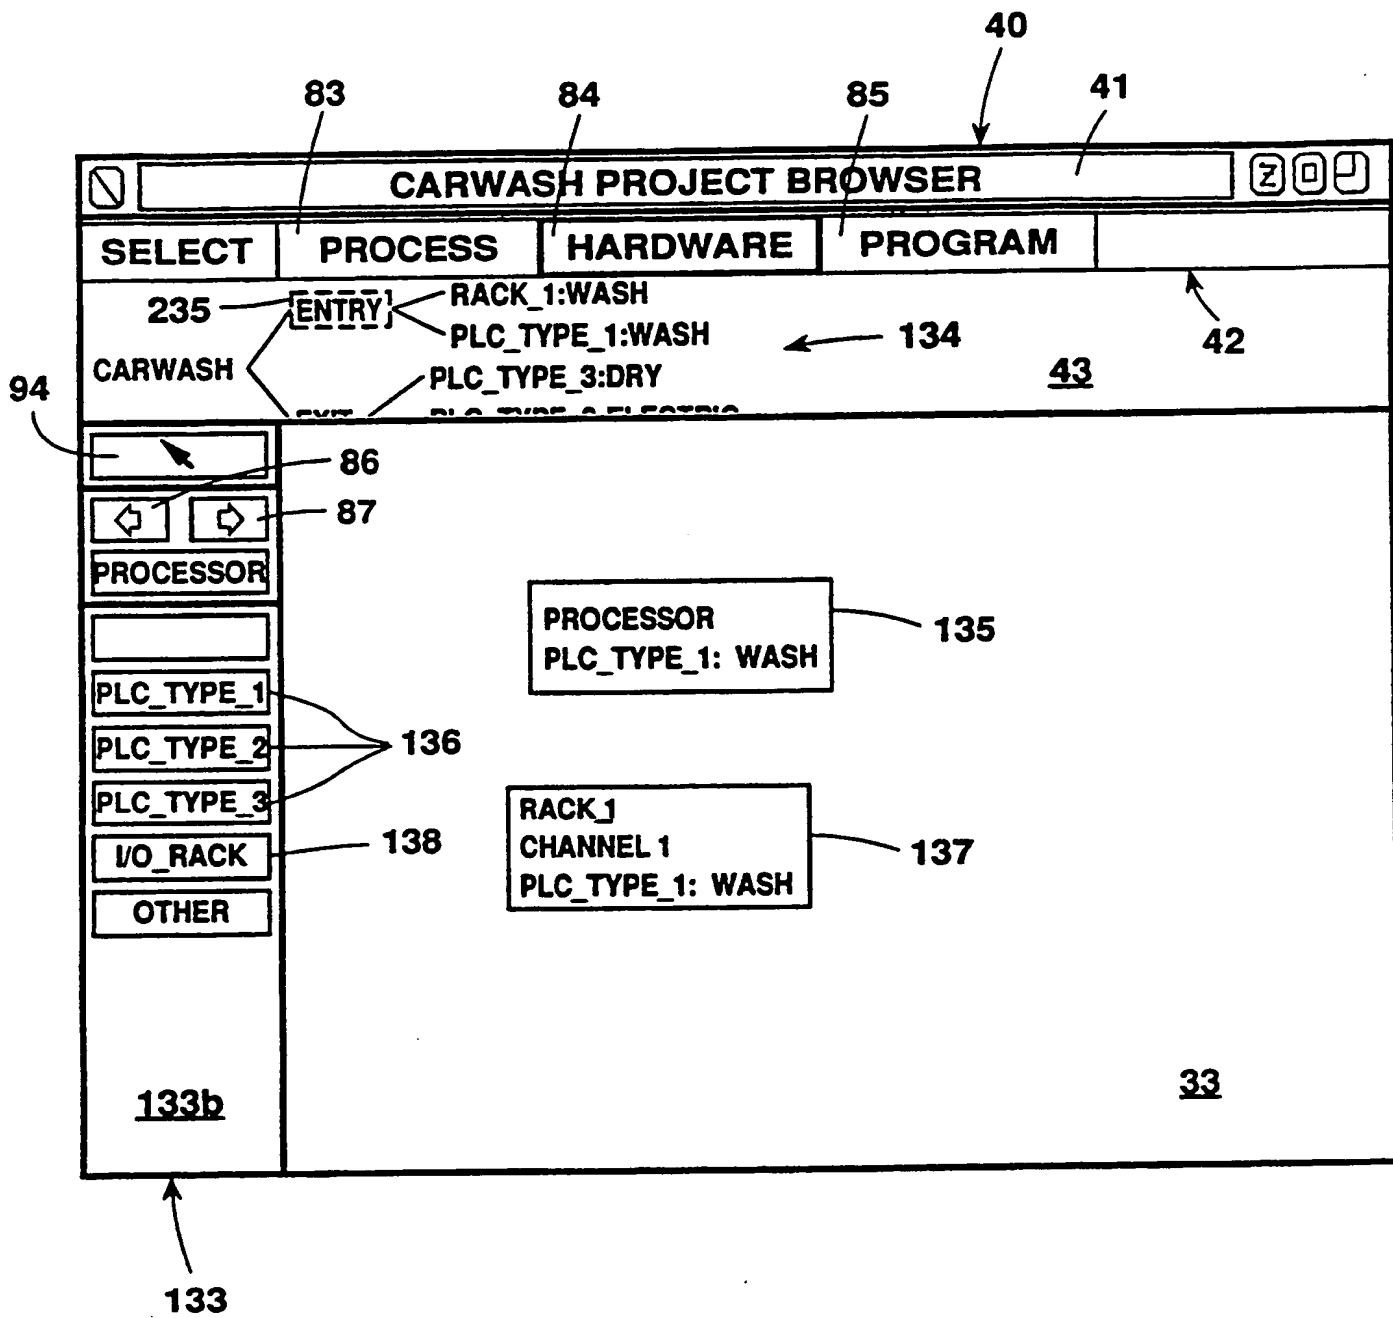 40
83
84
85
41
CARWASH PROJECT BROWSER
Z
SELECT
PROCESS
HARDWARE
PROGRAM
235
ENTRY
RACK_1:WASH
PLC_TYPE_1:WASH
134
42
CARWASH
PLC_TYPE_3:DRY
43
94
86
87
PROCESSOR
PROCESSOR
PLC_TYPE_1: WASH
135
PLC_TYPE_1
PLC_TYPE_2
PLC_TYPE_3
136
RACK_1
CHANNEL 1
PLC_TYPE_1: WASH
137
I/O_RACK
138
OTHER
133b
33
133